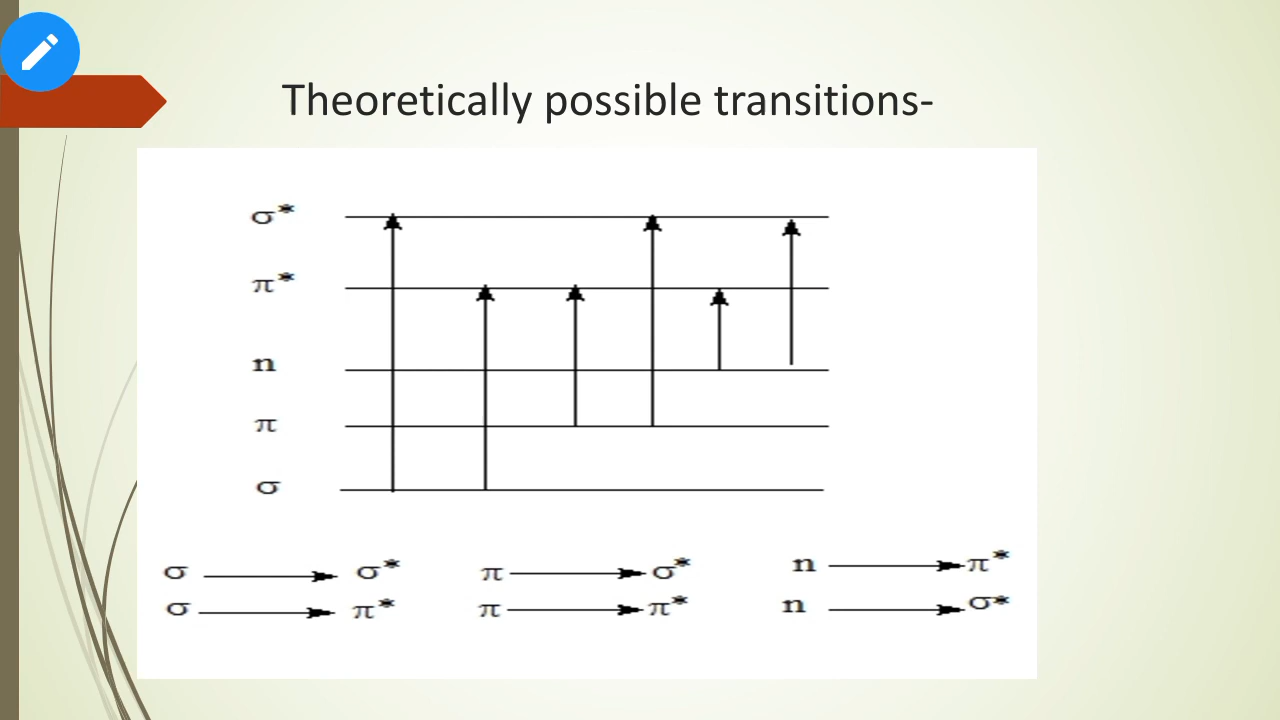 Theoretically possible transitions-
σ*
π*
n
π
σ
σ → σ* π → σ* n → π*
σ → π* π → π* n → σ*